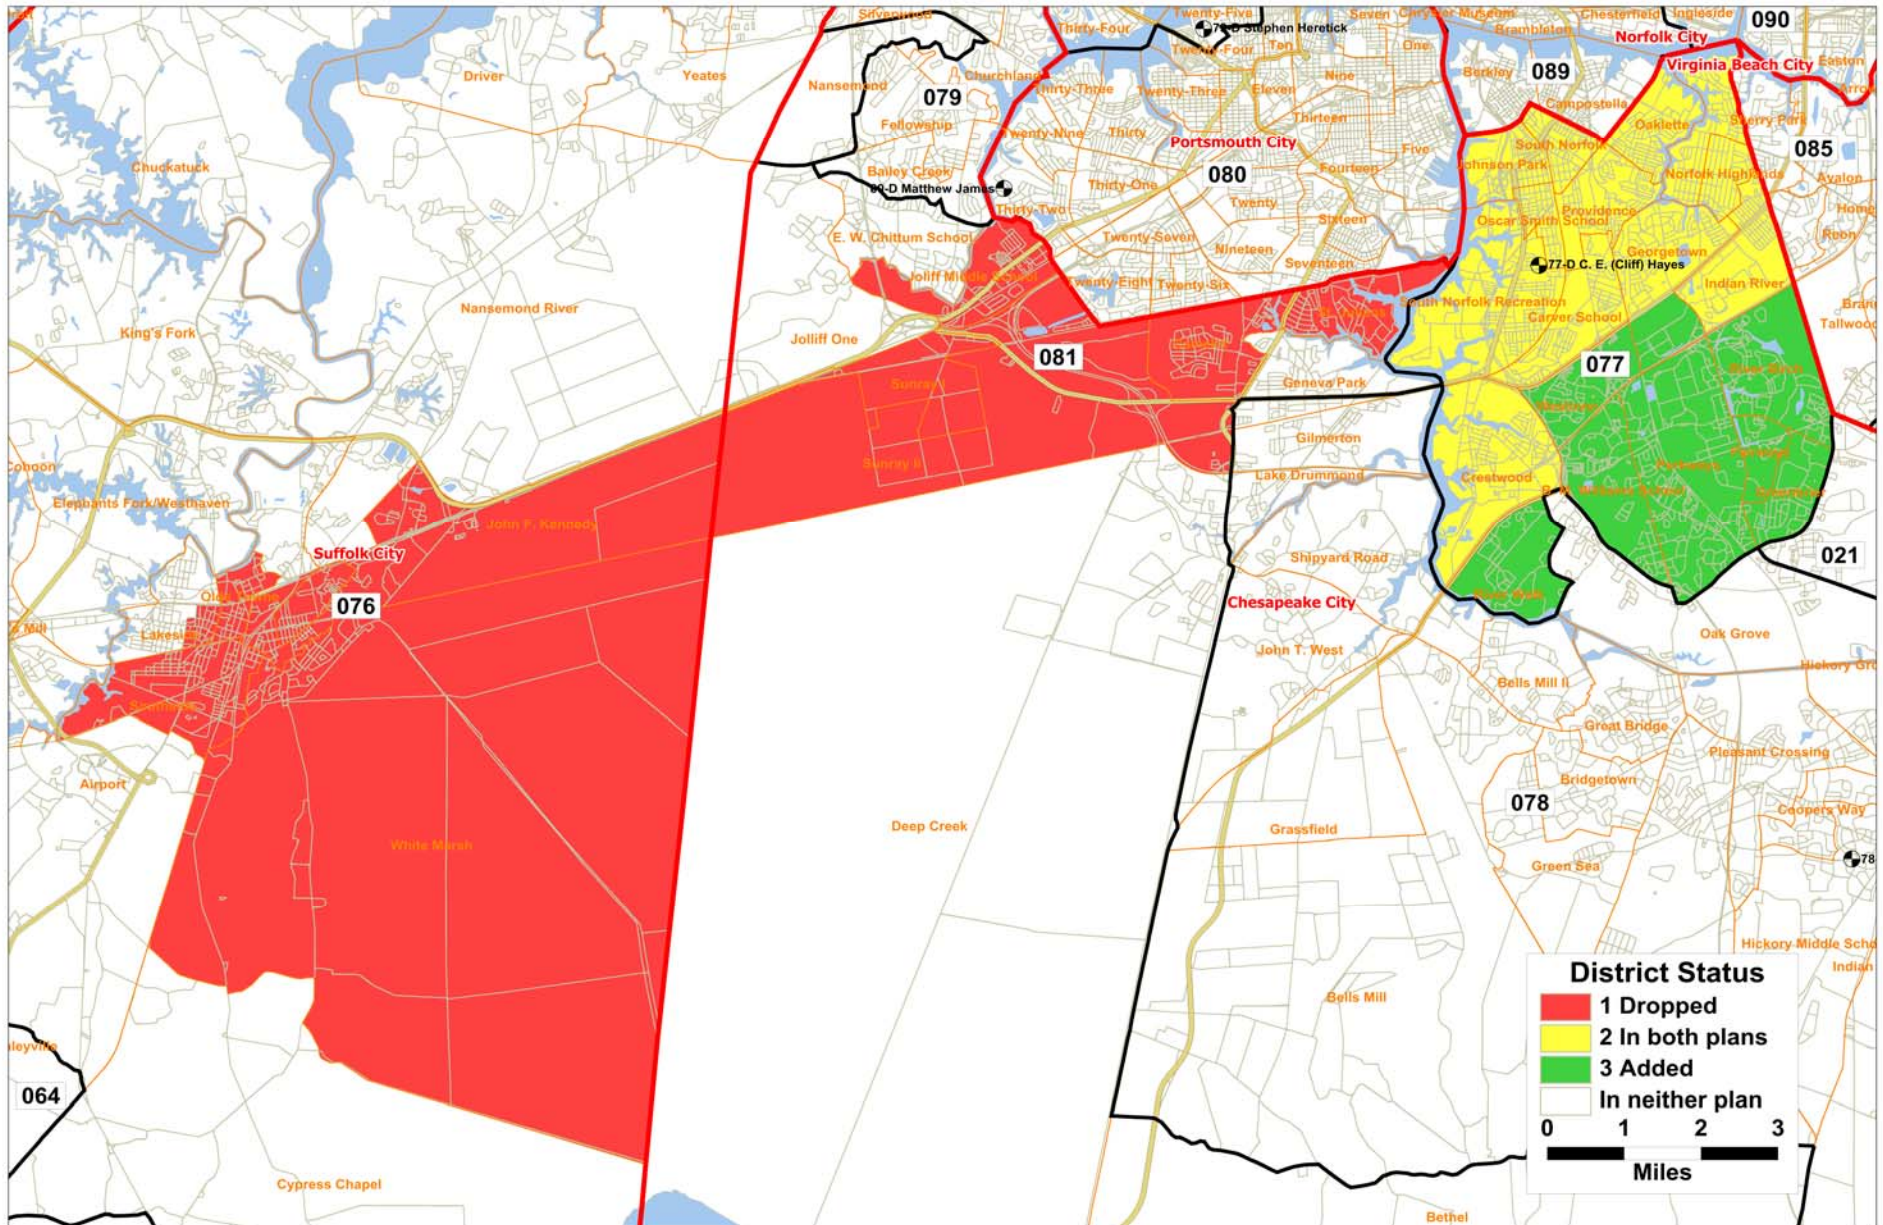 Silverwood
Thirty-Four
Twenty-Five
Seven
Chrysler Museum
Chesterfield
Ingleside
090
D Stephen Heretick
Twenty-Four
Ten
One
Brambleton
Norfolk City
Driver
Yeates
Nansemond
Churchland
079
Thirty-Three
Twenty-Three
Eleven
Nine
Berkley
089
Virginia Beach City
Easton
Campostella
Fellowship
Twenty-Nine
Thirty
Thirteen
Oaklette
Sherry Park
Portsmouth City
Five
South Norfolk
085
Chuckatuck
Bailey Creek
080
Fourteen
Johnson Park
Norfolk Highlands
Avalon
D Matthew James
Thirty-One
Twenty
Thirty-Two
Sixteen
Oscar Smith School
Providence
E. W. Chittum School
Twenty-Seven
Nineteen
Georgetown
Reon
Seventeen
77-D C. E. (Cliff) Hayes
Joliff Middle School
Twenty-Eight
Twenty-Six
Indian River
Nansemond River
South Norfolk Recreation
Carver School
King's Fork
Jolliff One
Tallwood
081
077
Sunray I
Geneva Park
Gilmerton
Sunray II
Lake Drummond
Crestwood
Elephants Fork/Westhaven
John F. Kennedy
Suffolk City
Shipyard Road
021
076
Chesapeake City
Lakeside
John T. West
Oak Grove
Bells Mill II
Great Bridge
Pleasant Crossing
Airport
Bridgetown
078
Coopers Way
Deep Creek
Grassfield
White Marsh
Green Sea
78
Hickory Middle Scho
Indian
Bells Mill
064
Cypress Chapel
Bethel
District Status
1 Dropped
2 In both plans
3 Added
In neither plan
0 1 2 3
Miles